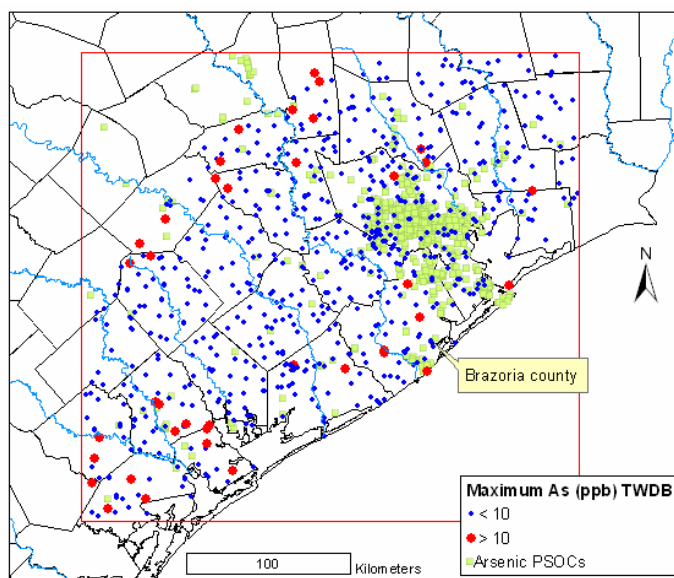 N
Brazoria county
Maximum As (ppb) TWDB
< 10
> 10
Arsenic PSOCs
100 Kilometers